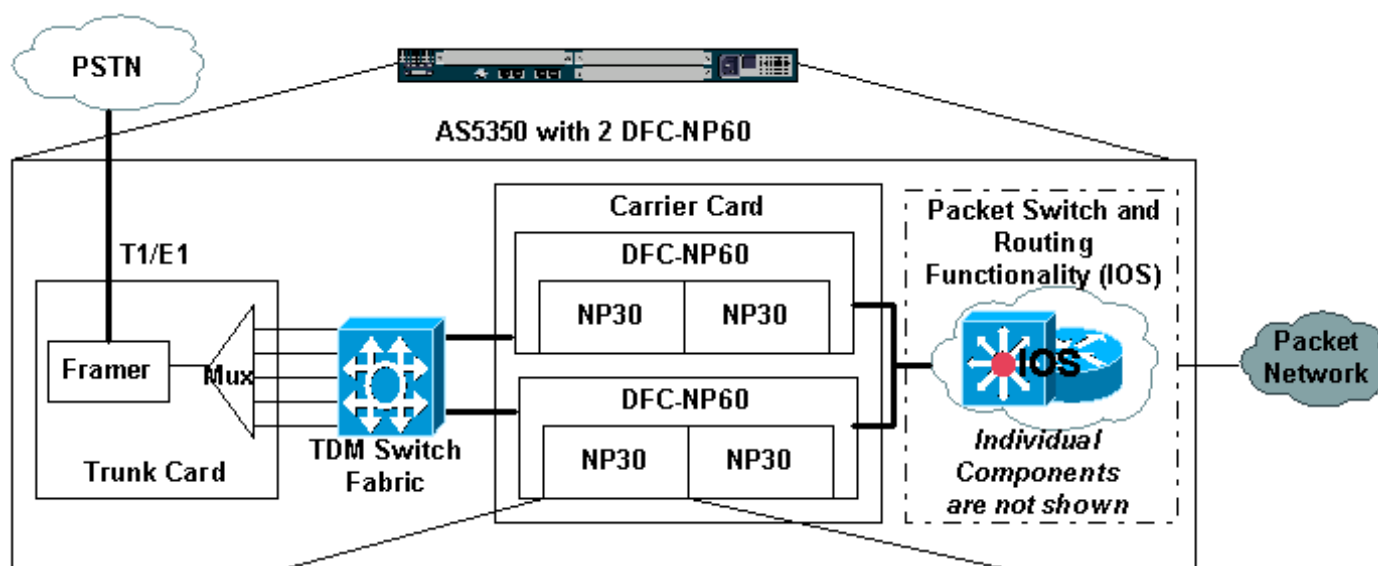 PSTN
AS5350 with 2 DFC-NP60
T1/E1
Framer
Mux
Trunk Card
TDM Switch
Fabric
Carrier Card
DFC-NP60
NP30
NP30
DFC-NP60
NP30
NP30
Packet Switch and
Routing
Functionality (IOS)
IOS
Individual
Components
are not shown
Packet
Network